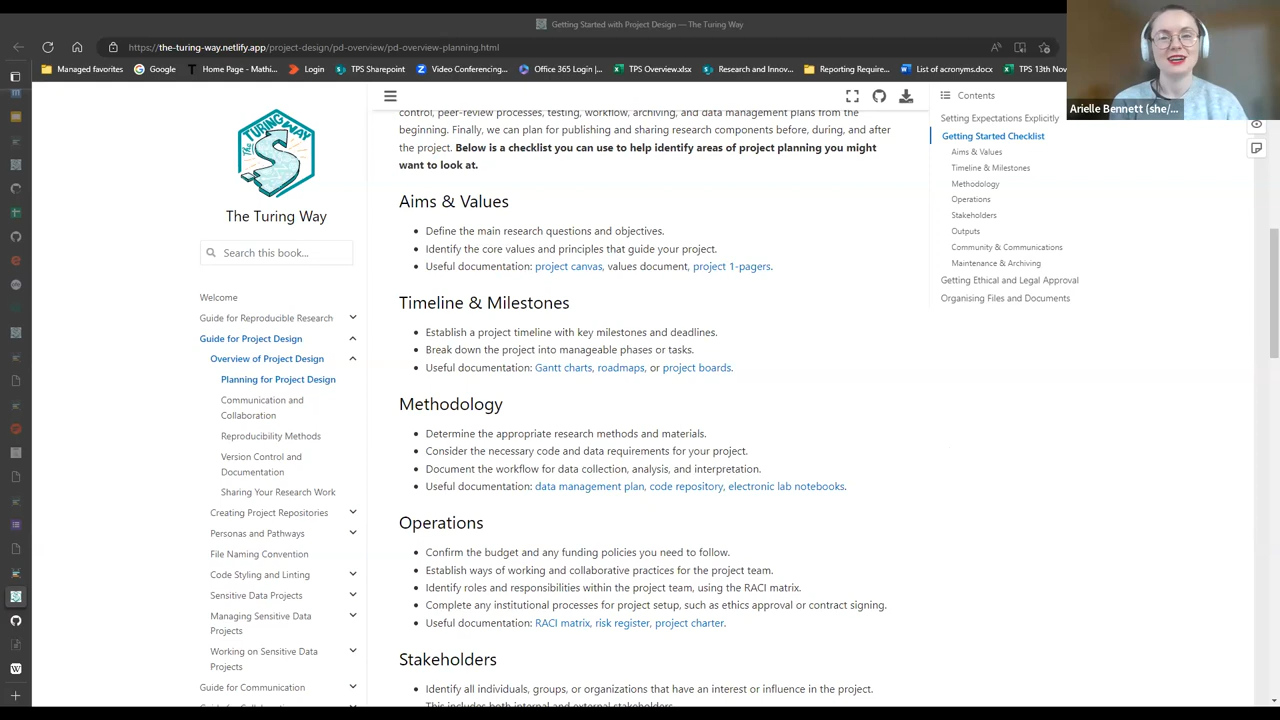 Getting Started with Project Design — The Turing Way
https://the-turing-way.netlify.app/project-design/pd-overview/pd-overview-planning.html
Managed favorites
Google
Home Page - Mathi...
Login
TPS Sharepoint
Video Conferencing...
Office 365 Login |...
TPS Overview.xlsx
Research and Innov...
Reporting Require...
List of acronyms.docx
TPS 13th Nov
Arielle Bennett (she/...
The Turing Way
Search this book...
Welcome
Guide for Reproducible Research
Guide for Project Design
Overview of Project Design
Planning for Project Design
Communication and
Collaboration
Reproducibility Methods
Version Control and
Documentation
Sharing Your Research Work
Creating Project Repositories
Personas and Pathways
File Naming Convention
Code Styling and Linting
Sensitive Data Projects
Managing Sensitive Data
Projects
Working on Sensitive Data
Projects
Guide for Communication
control, peer-review processes, testing, workflow, archiving, and data management plans from the
beginning. Finally, we can plan for publishing and sharing research components before, during, and after
the project. Below is a checklist you can use to help identify areas of project planning you might
want to look at.
Aims & Values
Define the main research questions and objectives.
Identify the core values and principles that guide your project.
Useful documentation: project canvas, values document, project 1-pagers.
Timeline & Milestones
Establish a project timeline with key milestones and deadlines.
Break down the project into manageable phases or tasks.
Useful documentation: Gantt charts, roadmaps, or project boards.
Methodology
Determine the appropriate research methods and materials.
Consider the necessary code and data requirements for your project.
Document the workflow for data collection, analysis, and interpretation.
Useful documentation: data management plan, code repository, electronic lab notebooks.
Operations
Confirm the budget and any funding policies you need to follow.
Establish ways of working and collaborative practices for the project team.
Identify roles and responsibilities within the project team, using the RACI matrix.
Complete any institutional processes for project setup, such as ethics approval or contract signing.
Useful documentation: RACI matrix, risk register, project charter.
Stakeholders
Identify all individuals, groups, or organizations that have an interest or influence in the project.
This includes both internal and external stakeholders.
Contents
Setting Expectations Explicitly
Getting Started Checklist
Aims & Values
Timeline & Milestones
Methodology
Operations
Stakeholders
Outputs
Community & Communications
Maintenance & Archiving
Getting Ethical and Legal Approval
Organising Files and Documents